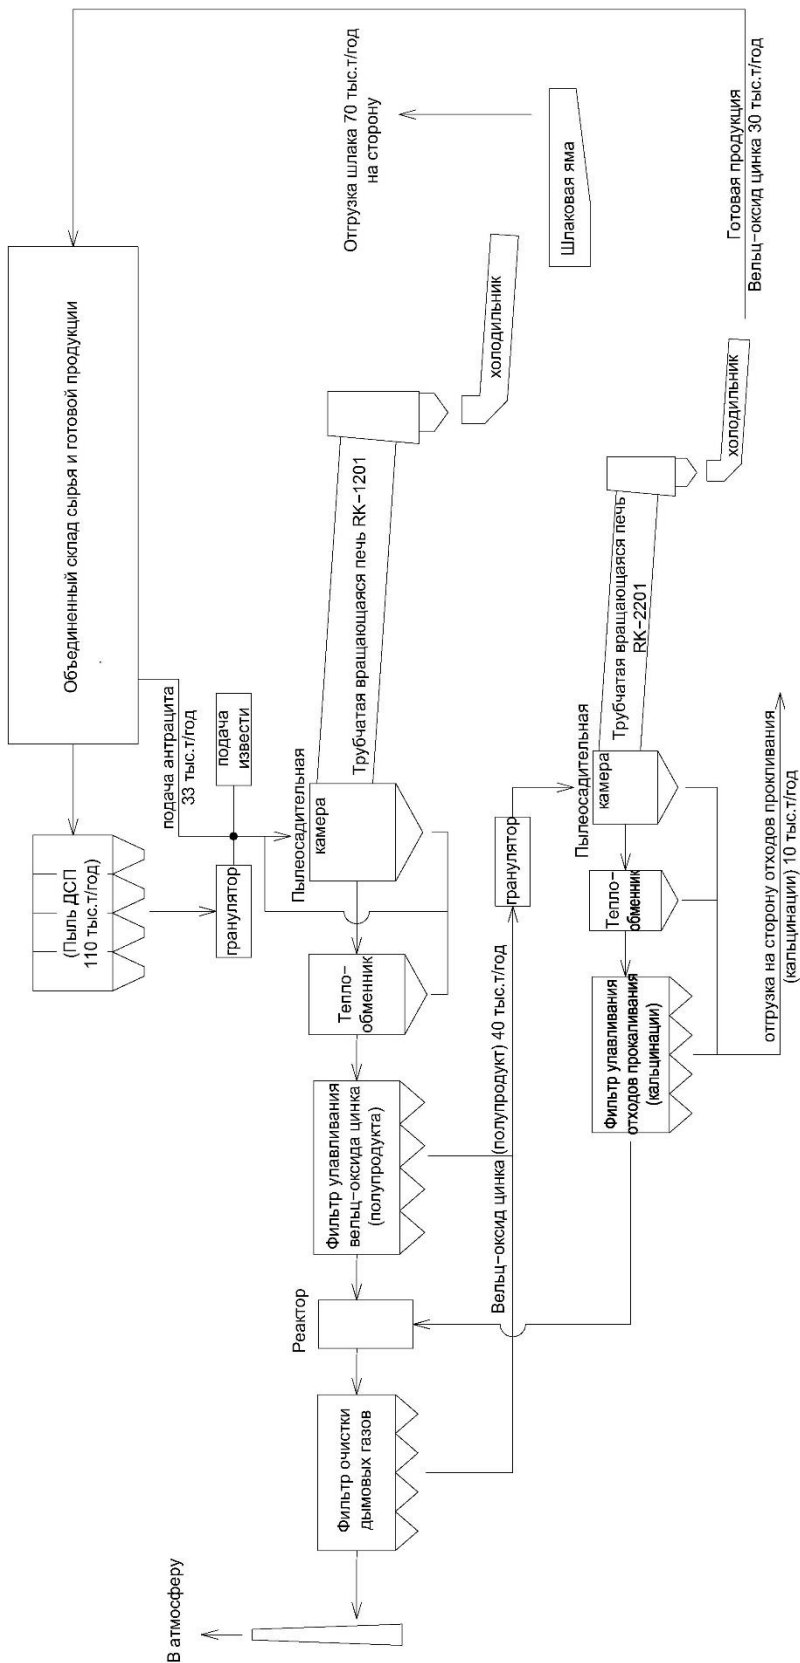 Объединенный склад сырья и готовой продукции
(Пыль ДСП
110 тыс.т/год)
подача антрацита
33 тыс.т/год
подача
извести
гранулятор
Отгрузка шлака 70 тыс.т/год
на сторону
Шлаковая яма
Готовая продукция
Вельц-оксид цинка 30 тыс.т/год
В атмосферу
Фильтр очистки
дымовых газов
Реактор
Фильтр улавливания
вельц-оксида цинка
(полупродукта)
Тепло-
обменник
Пылеосадительная
камера
Трубчатая вращающаяся печь RK-1201
холодильник
Вельц-оксид цинка (полупродукт) 40 тыс.т/год
гранулятор
Фильтр улавливания
отходов прокаливания
(кальцинации)
Тепло-
обменник
Пылеосадительная
камера
Трубчатая вращающаяся печь
RK-2201
холодильник
отгрузка на сторону отходов прокливания
(кальцинации) 10 тыс.т/год